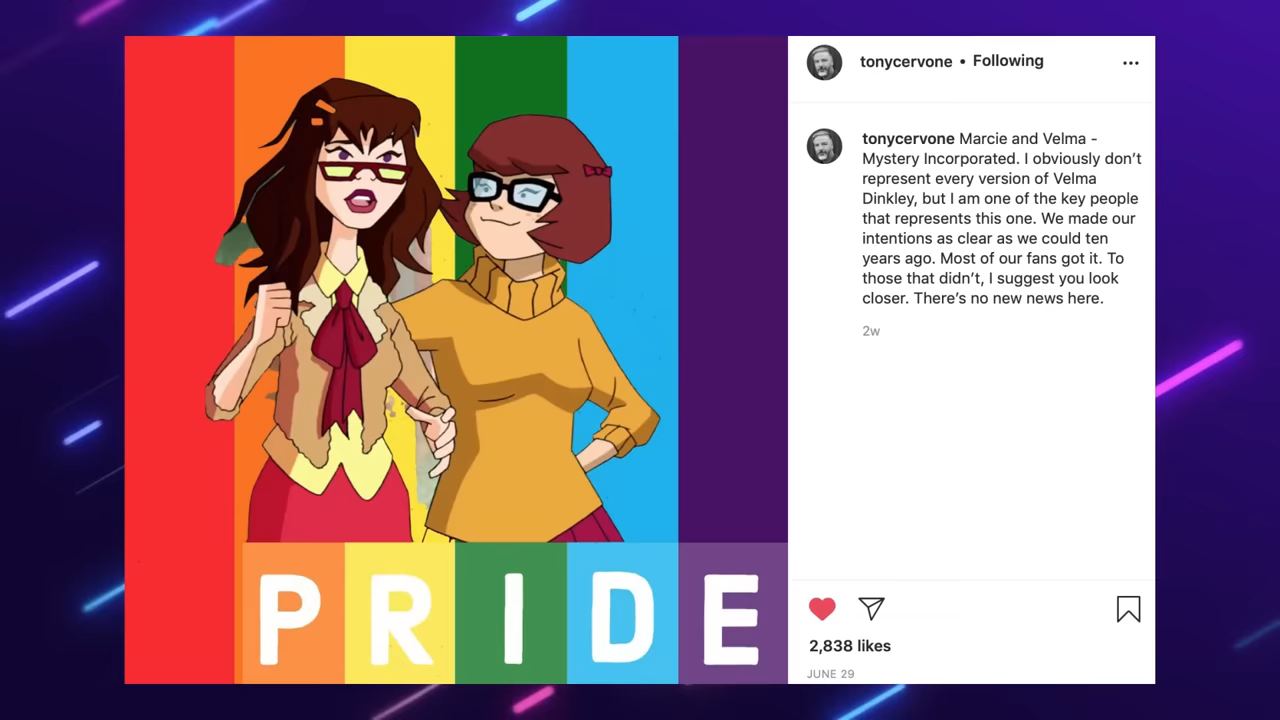 PRIDE
tonycervone • Following
tonycervone Marcie and Velma -
Mystery Incorporated. I obviously don’t
represent every version of Velma
Dinkley, but I am one of the key people
that represents this one. We made our
intentions as clear as we could ten
years ago. Most of our fans got it. To
those that didn’t, I suggest you look
closer. There’s no new news here.
2w
2,838 likes
JUNE 29